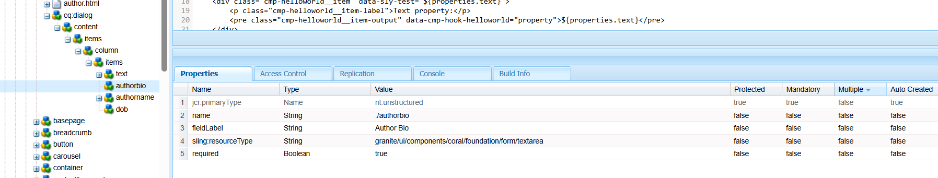 author.html
cq:dialog
content
items
column
items
text
authorbio
authorname
dob
basepage
breadcrumb
button
carousel
container
18 <div class="cmp-helloworld__item" data-sly-test="${properties.text}">
19 <p class="cmp-helloworld__item-label">Text property:</p>
20 <pre class="cmp-helloworld__item-output" data-cmp-hook-helloworld="property">${properties.text}</pre>
21 </div>
Properties Access Control Replication Console Build Info
Name Type Value Protected Mandatory Multiple Auto Created
1 jcr:primaryType Name nt:unstructured true true false true
2 name String ./authorbio false false false false
3 fieldLabel String Author Bio false false false false
4 sling:resourceType String granite/ui/components/coral/foundation/form/textarea false false false false
5 required Boolean true false false false false